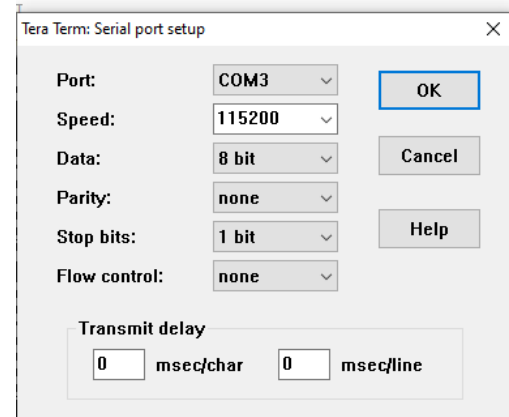 Tera Term: Serial port setup
Port: COM3 OK
Speed: 115200
Data: 8 bit Cancel
Parity: none
Stop bits: 1 bit Help
Flow control: none
Transmit delay
0 msec/char 0 msec/line